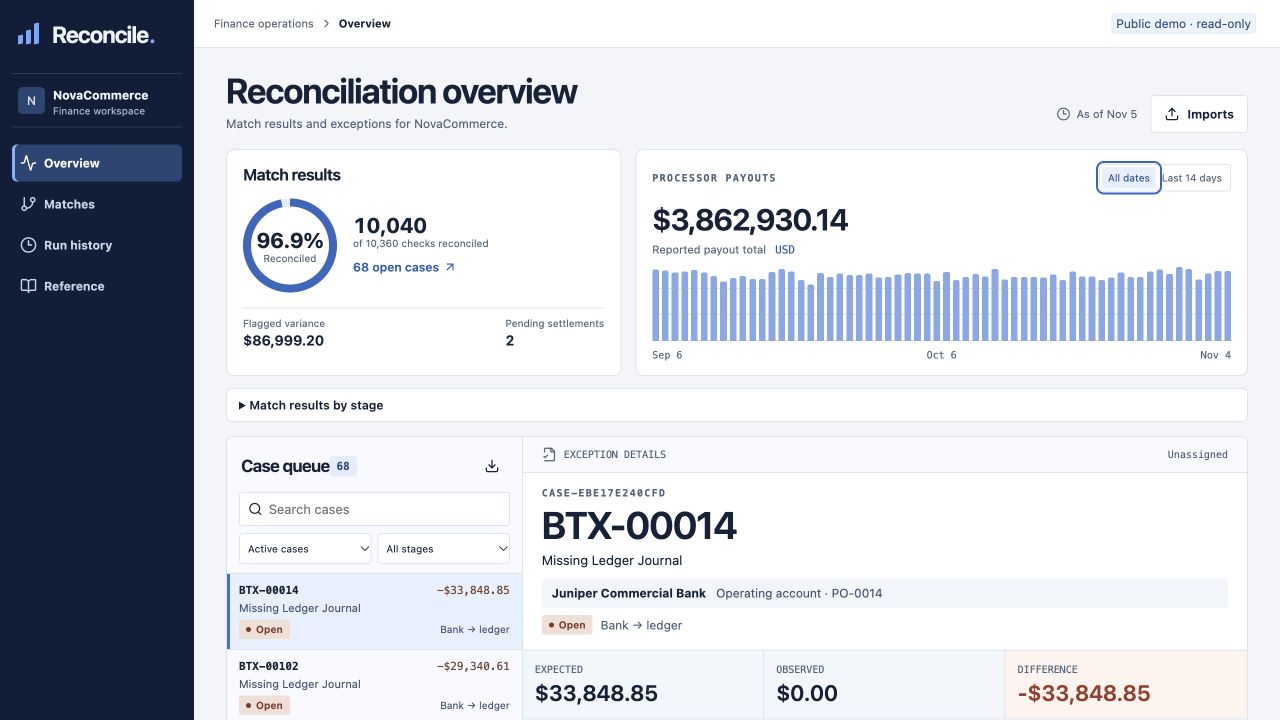 Reconcile.
N
NovaCommerce
Finance workspace
Overview
Matches
Run history
Reference
Finance operations > Overview
Public demo · read-only
Reconciliation overview
Match results and exceptions for NovaCommerce.
As of Nov 5
Imports
Match results
96.9%
Reconciled
10,040
of 10,360 checks reconciled
68 open cases ↗
Flagged variance
$86,999.20
Pending settlements
2
PROCESSOR PAYOUTS
All dates
Last 14 days
$3,862,930.14
Reported payout total USD
Sep 6
Oct 6
Nov 4
Match results by stage
Case queue 68
Search cases
Active cases
All stages
BTX-00014 -$33,848.85
Missing Ledger Journal
Open Bank → ledger
BTX-00102 -$29,340.61
Missing Ledger Journal
Open Bank → ledger
EXCEPTION DETAILS
Unassigned
CASE-EBE17E240CFD
BTX-00014
Missing Ledger Journal
Juniper Commercial Bank Operating account · PO-0014
Open Bank → ledger
EXPECTED
$33,848.85
OBSERVED
$0.00
DIFFERENCE
-$33,848.85